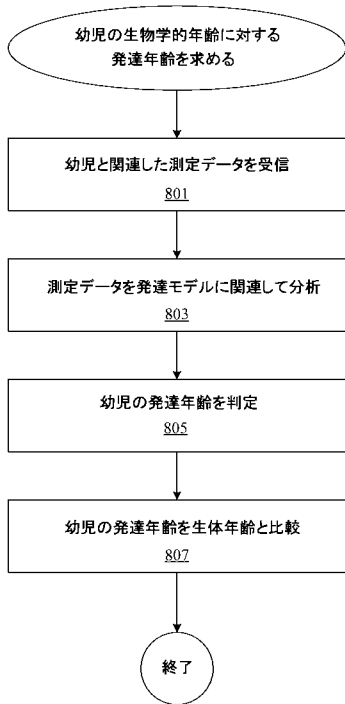 幼児の生物学的年齢に対する
発達年齢を求める
幼児と関連した測定データを受信
801
測定データを発達モデルに関連して分析
803
幼児の発達年齢を判定
805
幼児の発達年齢を生体年齢と比較
807
終了